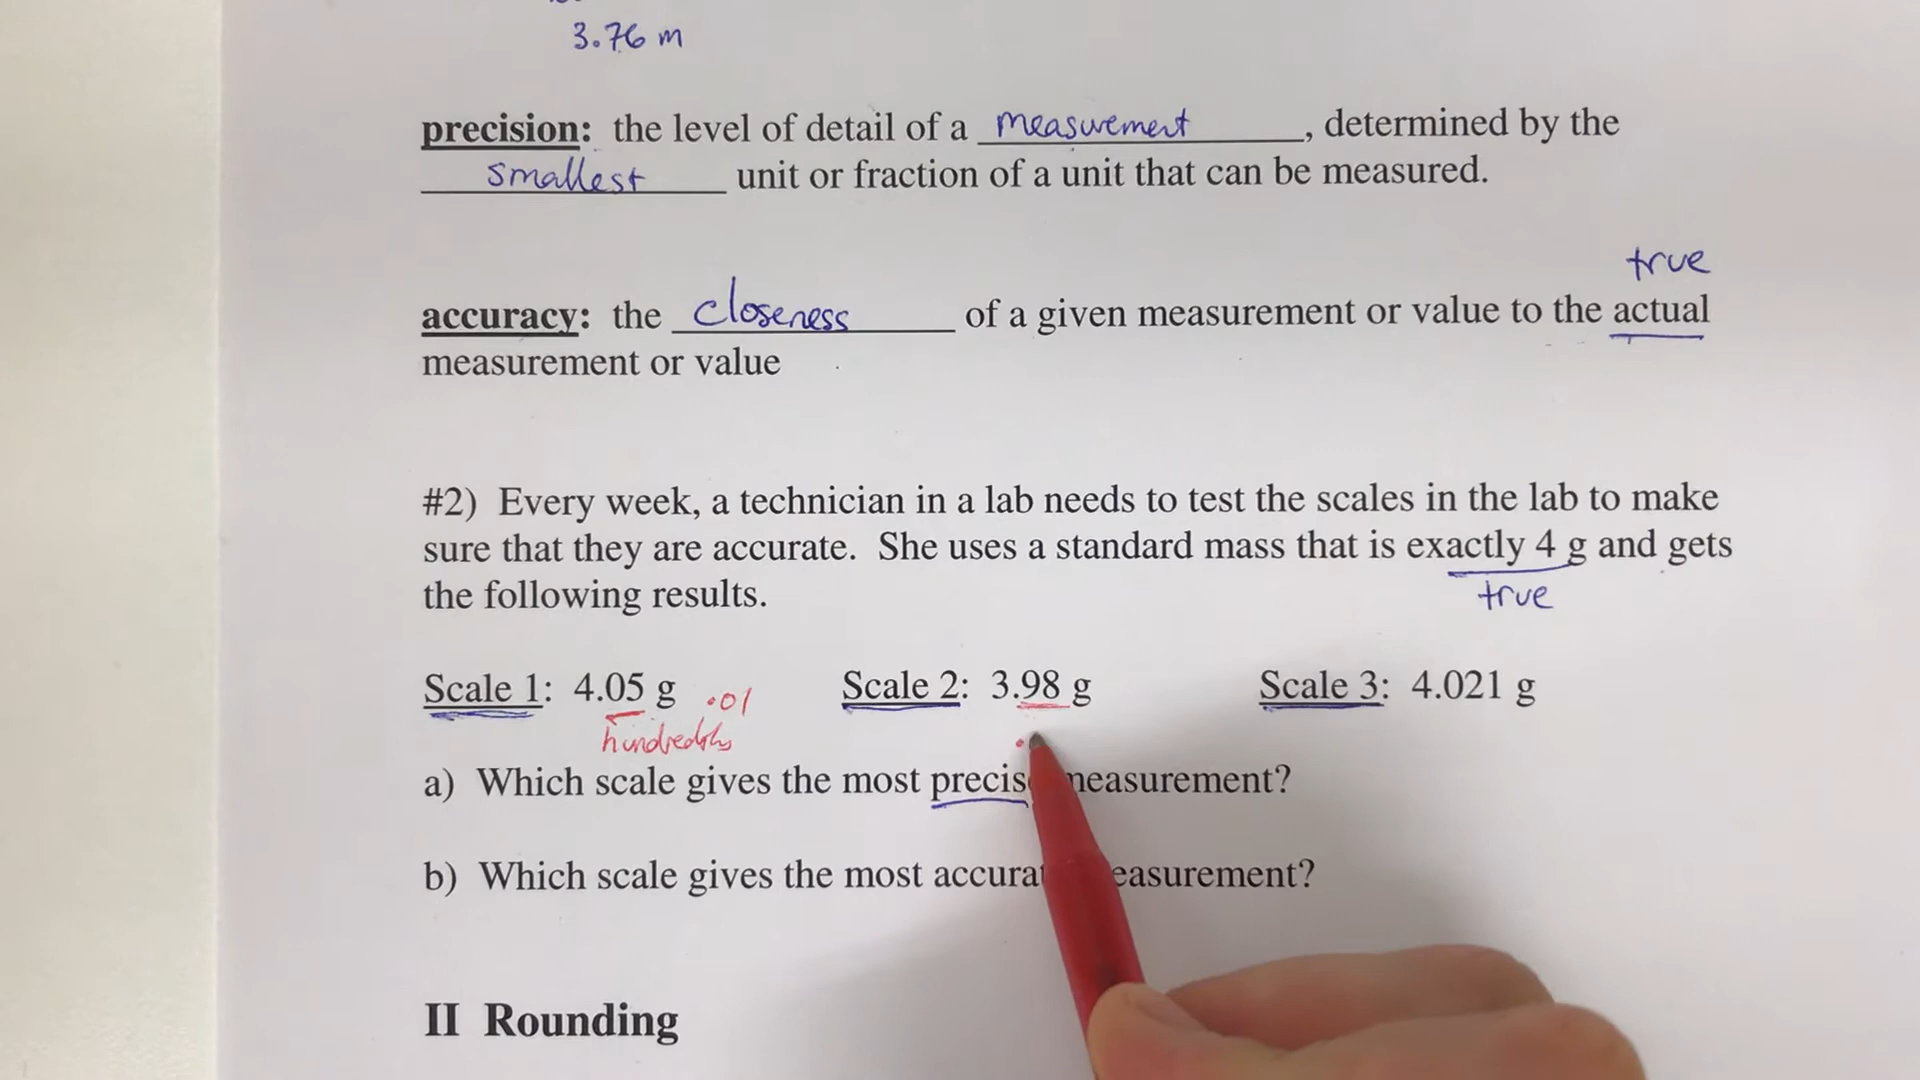 3.76 m
precision: the level of detail of a measurement, determined by the
smallest unit or fraction of a unit that can be measured.
true
accuracy: the closeness of a given measurement or value to the actual
measurement or value
#2) Every week, a technician in a lab needs to test the scales in the lab to make
sure that they are accurate. She uses a standard mass that is exactly 4 g and gets
the following results.
true
Scale 1: 4.05 g .01 Scale 2: 3.98 g Scale 3: 4.021 g
hundredths
a) Which scale gives the most precis measurement?
b) Which scale gives the most accurat easurement?
II Rounding